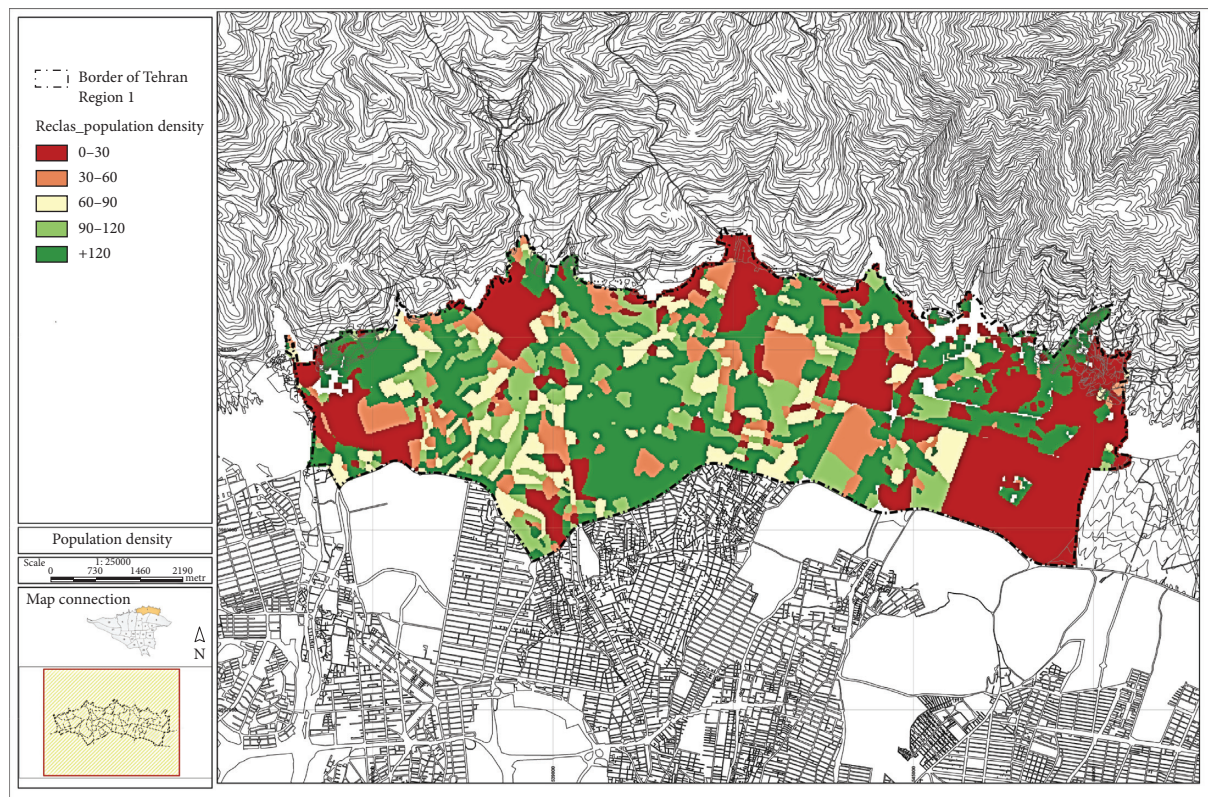 Border of Tehran
Region 1
Reclas_population density
0–30
30–60
60–90
90–120
+120
Population density
Scale
1: 25000
0 730 1460 2190
metr
Map connection
N